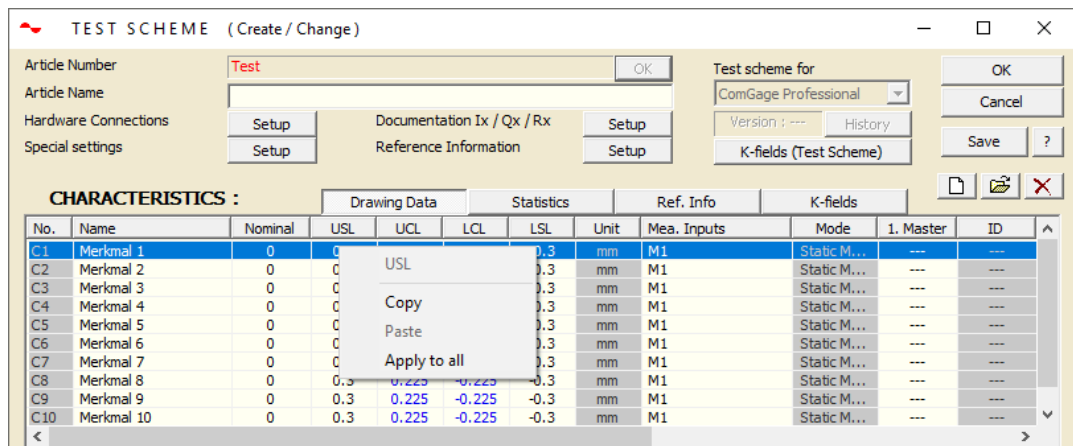 TEST SCHEME ( Create / Change )
Article Number Test OK Test scheme for OK
Article Name ComGage Professional Cancel
Hardware Connections Setup Documentation Ix / Qx / Rx Setup Version : --- History
Special settings Setup Reference Information Setup K-fields (Test Scheme) Save ?
CHARACTERISTICS : Drawing Data Statistics Ref. Info K-fields
No. Name Nominal USL UCL LCL LSL Unit Mea. Inputs Mode 1. Master ID
C1 Merkmal 1 0 mm M1 Static M... --- ---
C2 Merkmal 2 0 mm M1 Static M... --- ---
C3 Merkmal 3 0 mm M1 Static M... --- ---
C4 Merkmal 4 0 mm M1 Static M... --- ---
C5 Merkmal 5 0 mm M1 Static M... --- ---
C6 Merkmal 6 0 mm M1 Static M... --- ---
C7 Merkmal 7 0 mm M1 Static M... --- ---
C8 Merkmal 8 0 0.3 0.225 -0.225 -0.3 mm M1 Static M... --- ---
C9 Merkmal 9 0 0.3 0.225 -0.225 -0.3 mm M1 Static M... --- ---
C10 Merkmal 10 0 0.3 0.225 -0.225 -0.3 mm M1 Static M... --- ---
USL
Copy
Paste
Apply to all